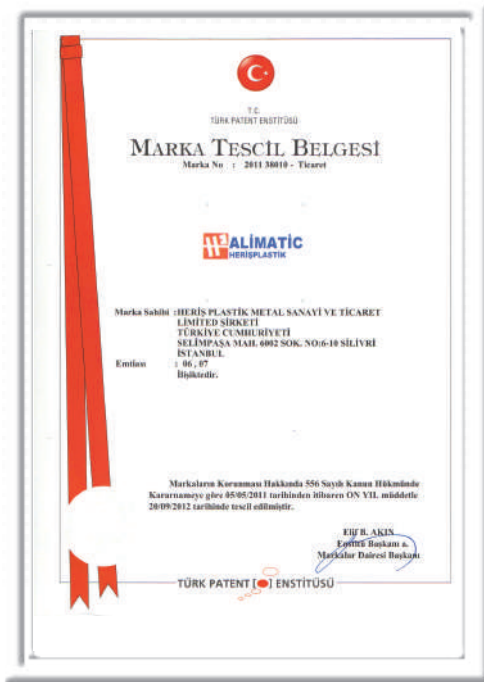 T.C.
TÜRK PATENT ENSTİTÜSÜ
MARKA TESCİL BELGESİ
Marka No : 2011 38010 - Ticaret
H² ALİMATİC
HERİŞPLASTİK
Marka Sahibi :HERİŞ PLASTİK METAL SANAYİ VE TİCARET
LİMİTED ŞİRKETİ
TÜRKİYE CUMHURİYETİ
SELİMPAŞA MAH. 6002 SOK. NO:6-10 SİLİVRİ
İSTANBUL
Emtiası : 06 , 07
İlişiktedir.
Markaların Korunması Hakkında 556 Sayılı Kanun Hükmünde
Kararnameye göre 05/05/2011 tarihinden itibaren ON YIL müddetle
20/09/2012 tarihinde tescil edilmiştir.
Elif B. AKIN
Enstitü Başkanı a.
Markalar Dairesi Başkanı
TÜRK PATENT ENSTİTÜSÜ